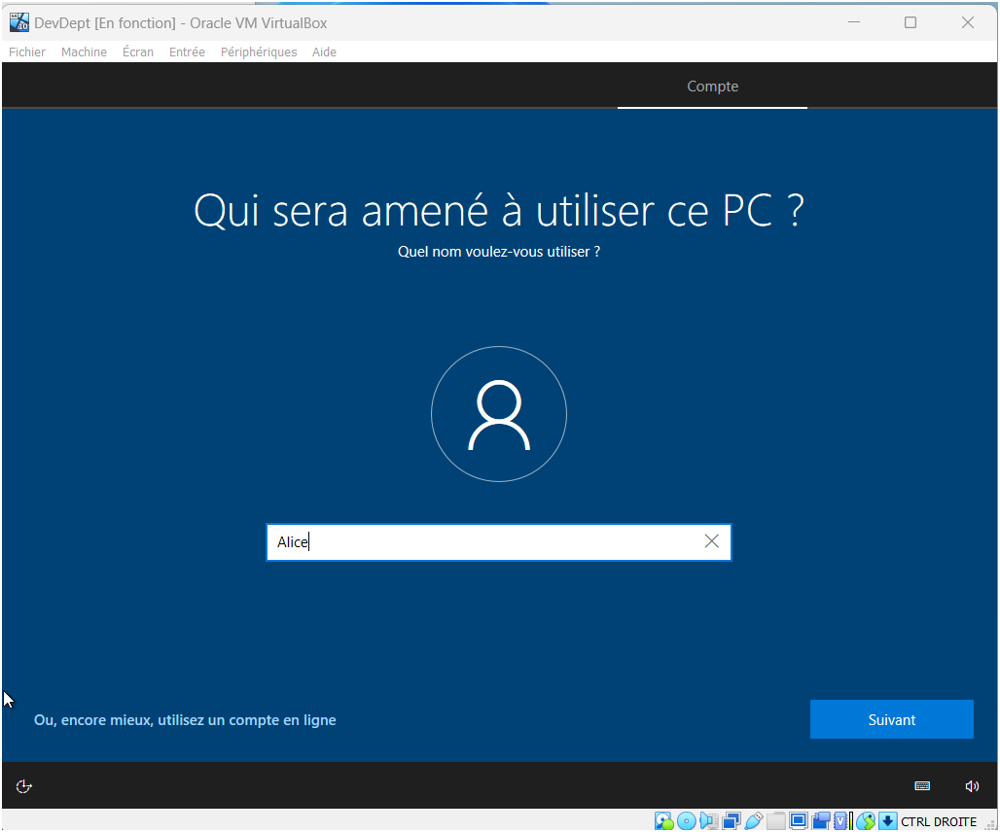 DevDept [En fonction] - Oracle VM VirtualBox
Fichier Machine Écran Entrée Périphériques Aide
Compte
Qui sera amené à utiliser ce PC ?
Quel nom voulez-vous utiliser ?
Alice
Ou, encore mieux, utilisez un compte en ligne
Suivant
CTRL DROITE